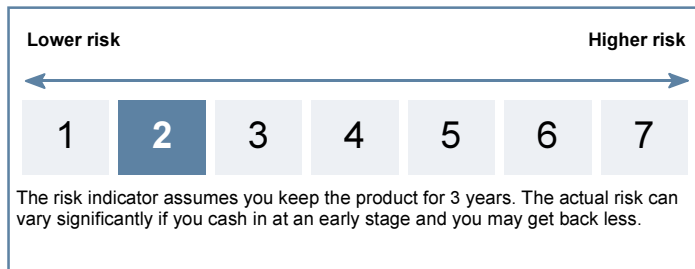 Lower risk Higher risk
1 2 3 4 5 6 7
The risk indicator assumes you keep the product for 3 years. The actual risk can
vary significantly if you cash in at an early stage and you may get back less.